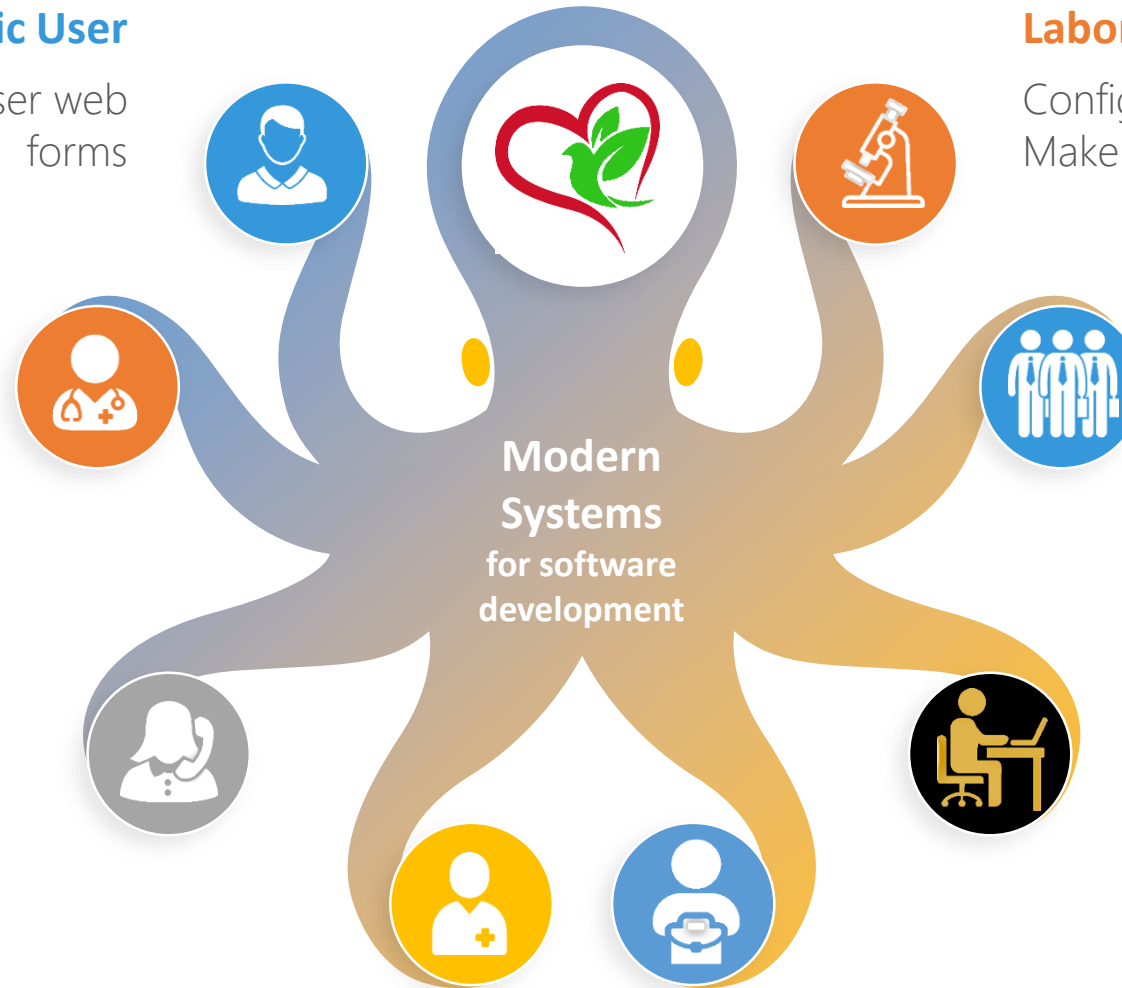 ic User
ser web
forms
Labor
Config
Make
Modern
Systems
for software
development